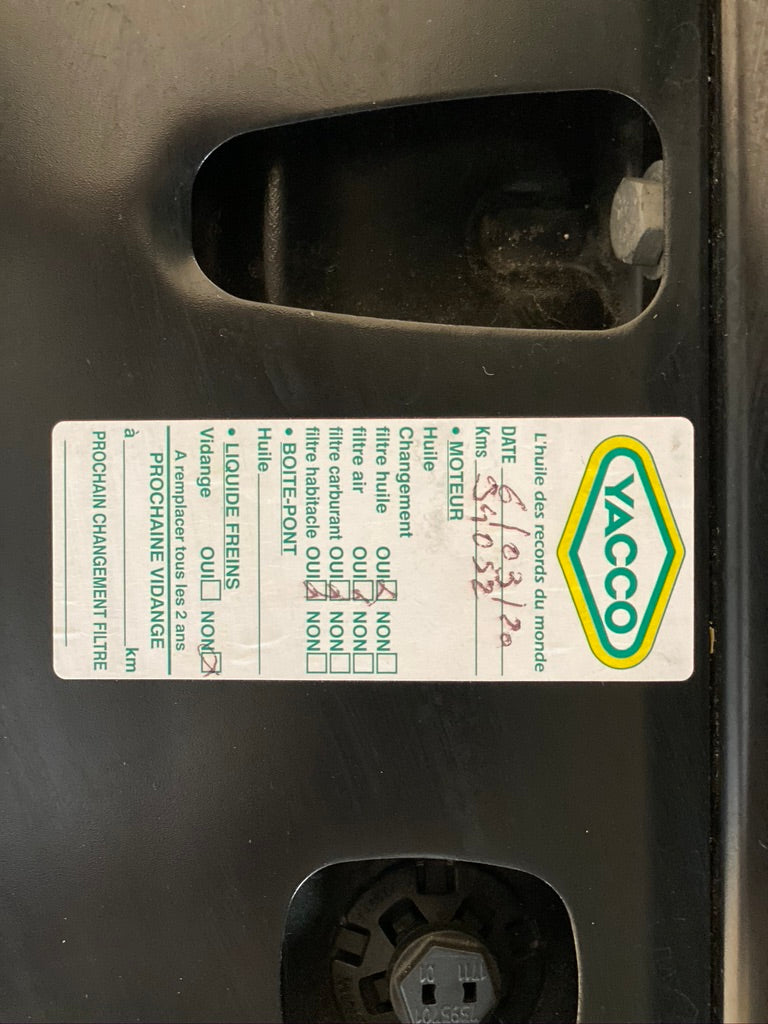 YACCO
L'huile des records du monde
DATE 6/03/20
Kms
• MOTEUR
Huile
Changement
filtre huile OUI☒ NON☐
filtre air OUI☒ NON☐
filtre carburant OUI☒ NON☐
filtre habitacle OUI☒ NON☐
• BOITE-PONT
Huile
• LIQUIDE FREINS
Vidange OUI☐ NON☒
A remplacer tous les 2 ans
PROCHAINE VIDANGE
à km
PROCHAIN CHANGEMENT FILTRE
1711
01